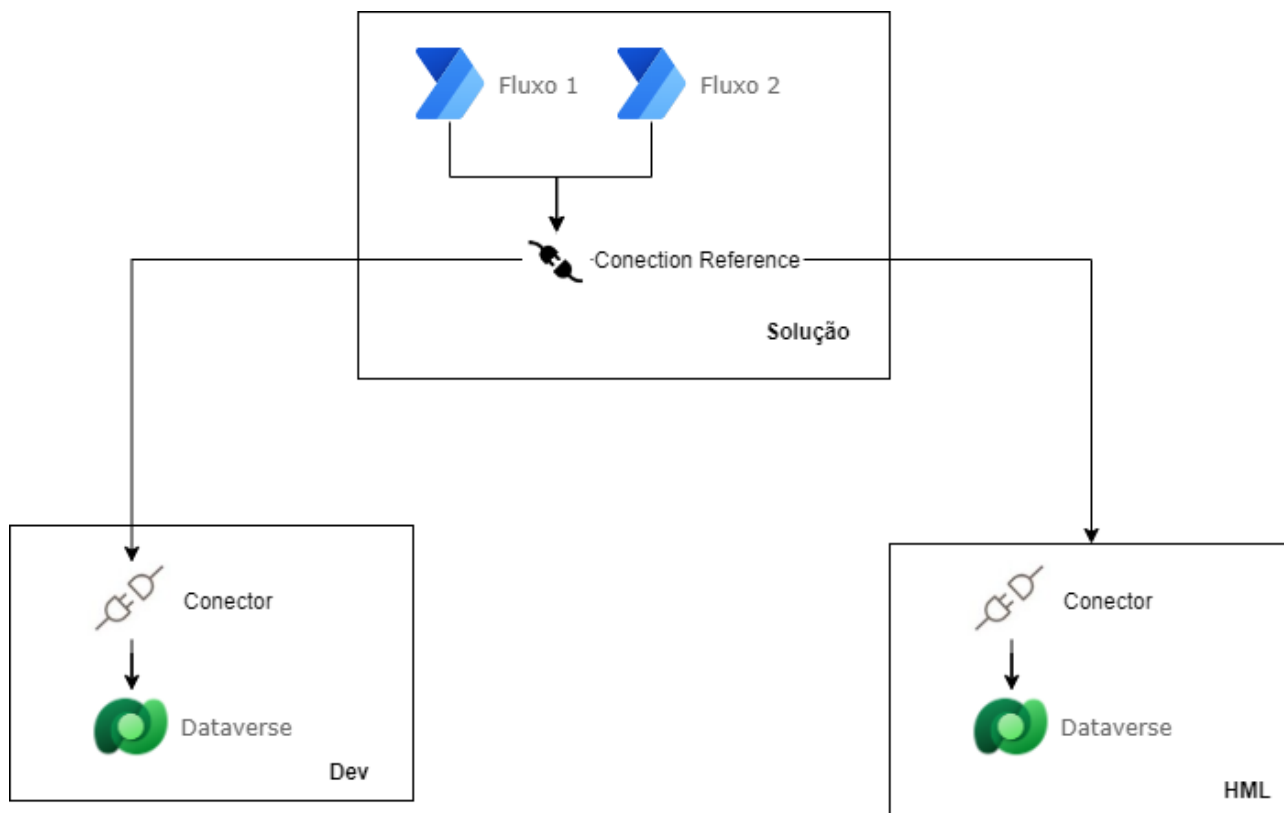 Fluxo 1
Fluxo 2
Conection Reference
Solução
Conector
Dataverse
Dev
Conector
Dataverse
HML